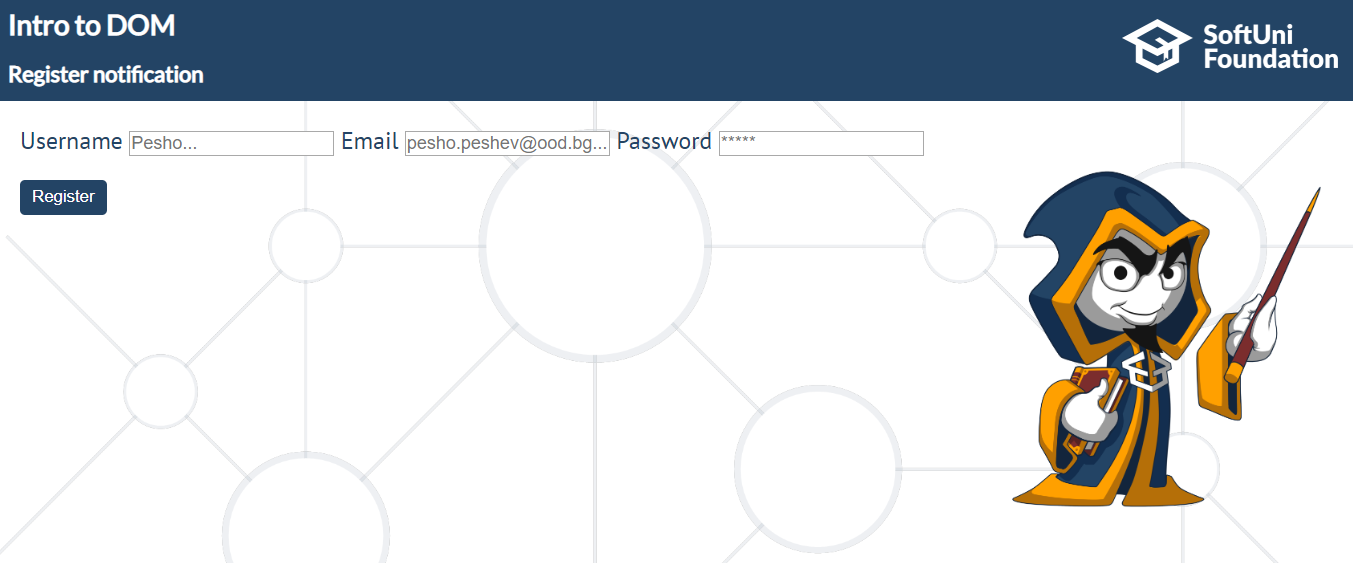 Intro to DOM
SoftUni
Foundation
Register notification
Username Pesho... Email pesho.peshev@ood.bg... Password *****
Register